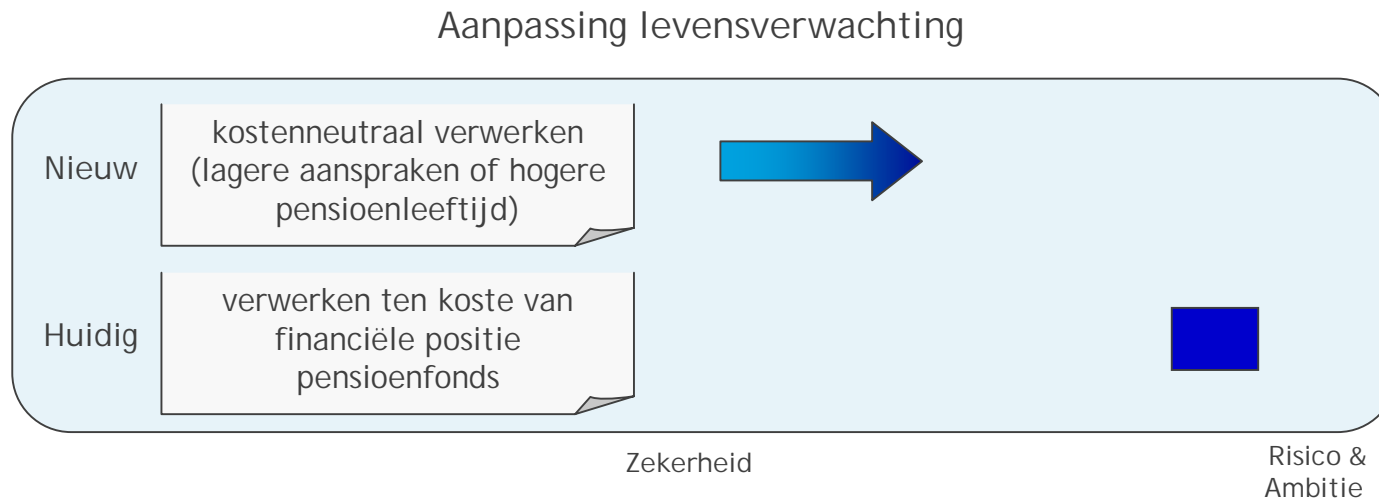 Aanpassing levensverwachting
Nieuw
kostenneutraal verwerken
(lagere aanspraken of hogere
pensioenleeftijd)
Huidig
verwerken ten koste van
financiële positie
pensioenfonds
Zekerheid
Risico &
Ambitie